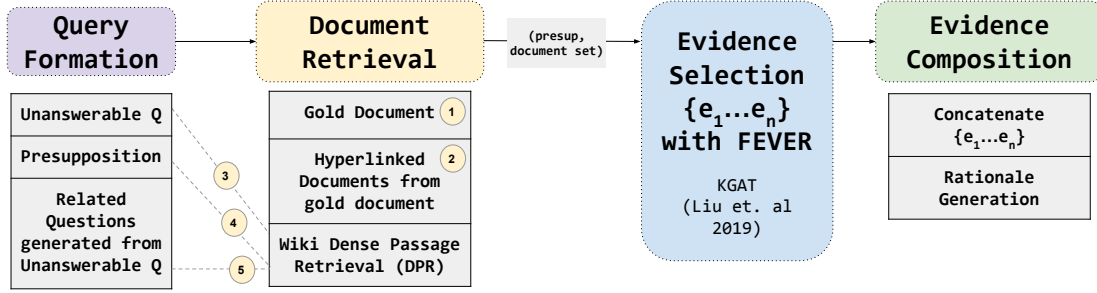 Query
Formation
Unanswerable Q
Presupposition
Related
Questions
generated from
Unanswerable Q
3
4
5
Document
Retrieval
Gold Document
1
Hyperlinked
Documents from
gold document
2
Wiki Dense Passage
Retrieval (DPR)
(presup,
document set)
Evidence
Selection
{e1...en}
with FEVER
KGAT
(Liu et. al
2019)
Evidence
Composition
Concatenate
{e1...en}
Rationale
Generation